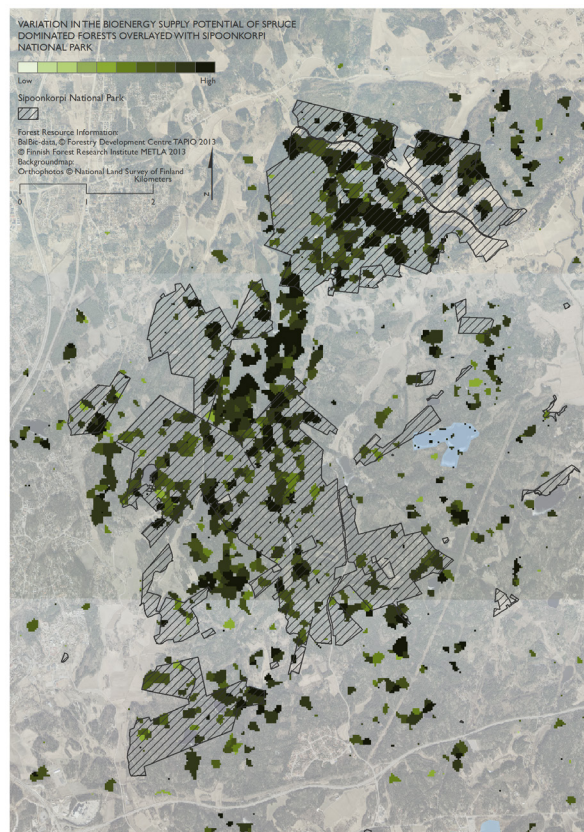 VARIATION IN THE BIOENERGY SUPPLY POTENTIAL OF SPRUCE
DOMINATED FORESTS OVERLAYED WITH SIPOONKORPI
NATIONAL PARK
Low High
Sipoonkorpi National Park
Forest Resource Information:
BalBic-data, © Forestry Development Centre TAPIO 2013
© Finnish Forest Research Institute METLA 2013
Backgroundmap:
Orthophotos © National Land Survey of Finland
Kilometers
0 1 2
N